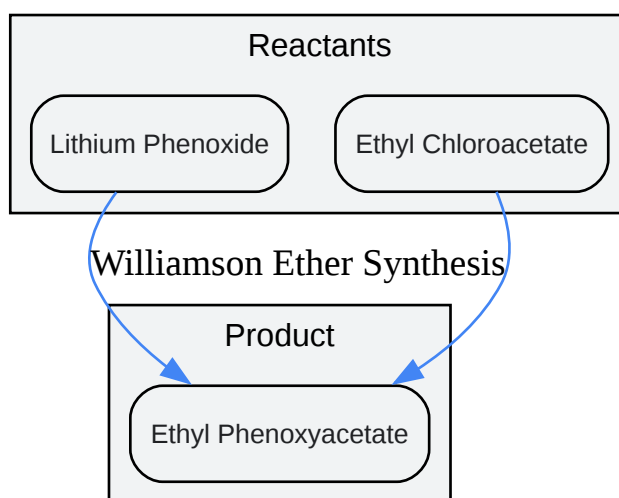 Reactants
Lithium Phenoxide
Ethyl Chloroacetate
Williamson Ether Synthesis
Product
Ethyl Phenoxyacetate